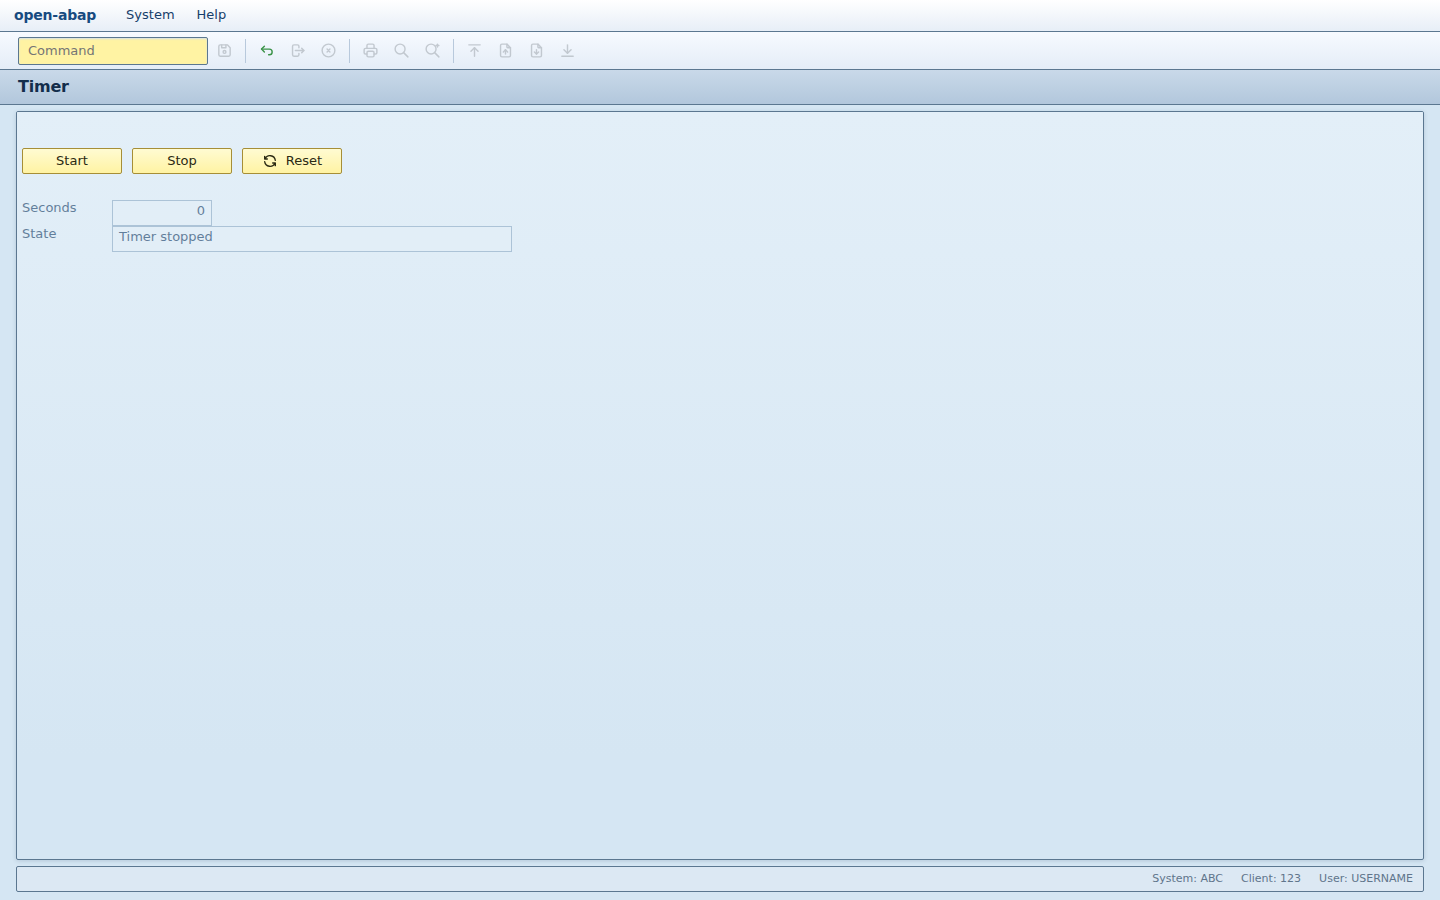 open-abap System Help
Command
Timer
Start Stop Reset
Seconds 0
State Timer stopped
System: ABC Client: 123 User: USERNAME